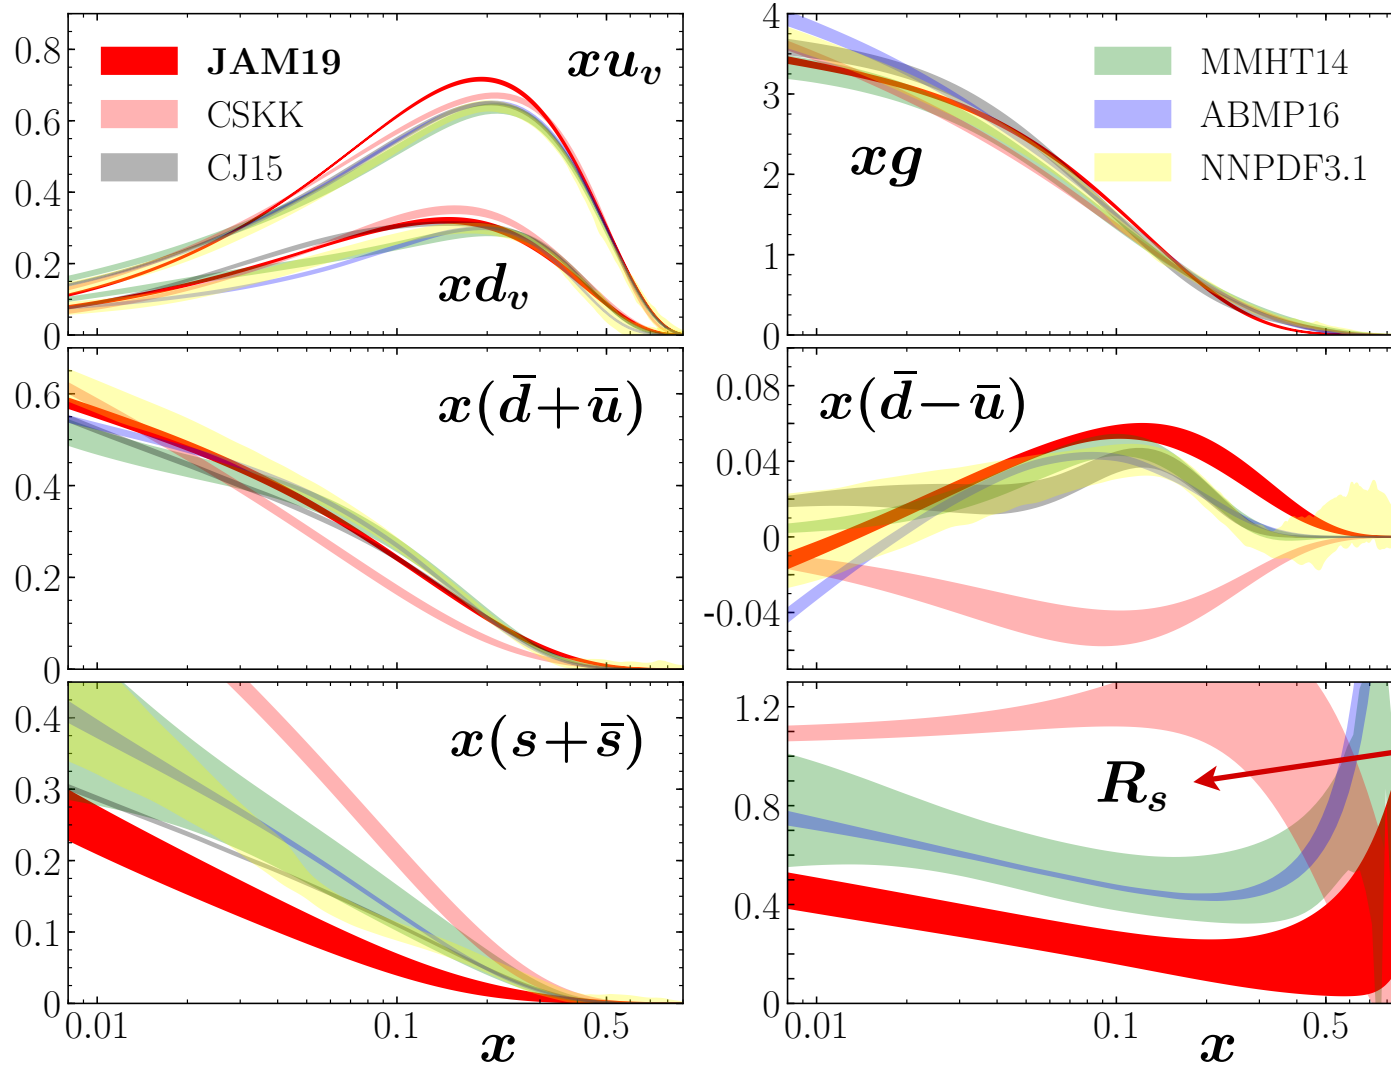 0.8
0.6
0.4
0.2
0
JAM19
CSKK
CJ15
xu_v
xd_v
4
3
2
1
0
MMHT14
ABMP16
NNPDF3.1
xg
0.6
0.4
0.2
0
x(d̄+ū)
0.08
0.04
0
-0.04
x(d̄−ū)
0.4
0.3
0.2
0.1
0
x(s+s̄)
0.01 0.1 0.5
x
1.2
0.8
0.4
0
R_s
0.01 0.1 0.5
x